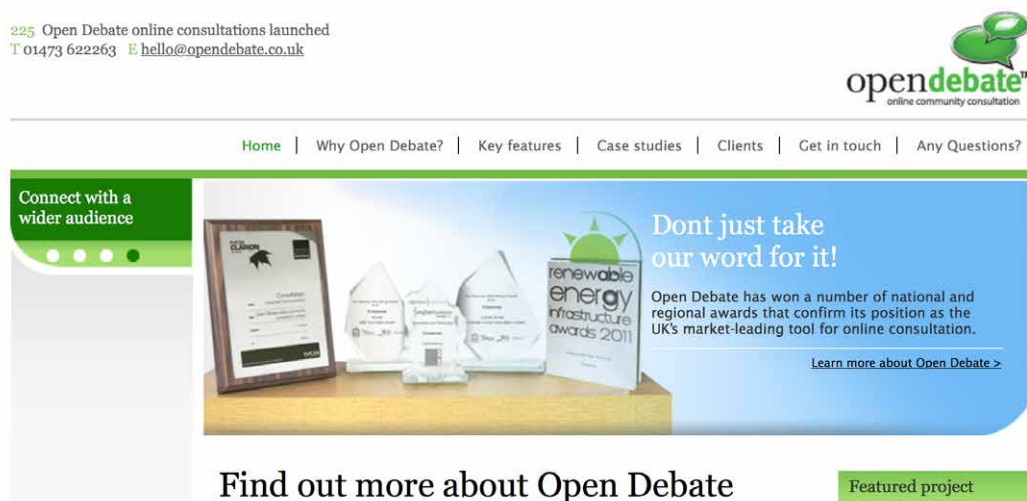 225 Open Debate online consultations launched
T 01473 622263 E hello@opendebate.co.uk
opendebate™
online community consultation
Home | Why Open Debate? | Key features | Case studies | Clients | Get in touch | Any Questions?
Connect with a
wider audience
Dont just take
our word for it!
Open Debate has won a number of national and
regional awards that confirm its position as the
UK's market-leading tool for online consultation.
Learn more about Open Debate >
CLARION
Consultation
renewable
energy
infrastructure
awards 2011
Find out more about Open Debate
Featured project